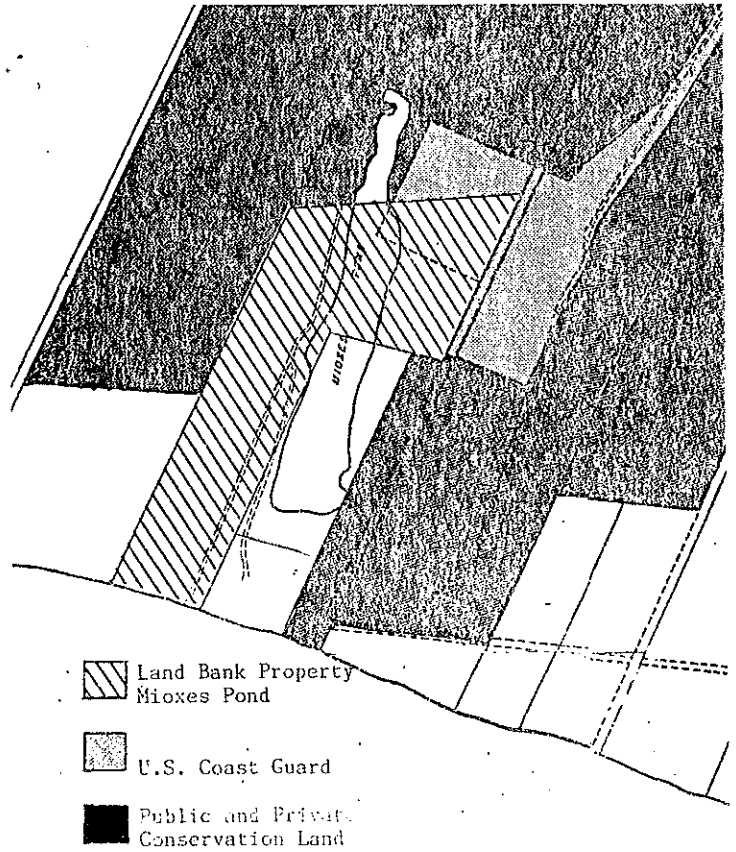 Land Bank Property
Mioxes Pond
U.S. Coast Guard
Public and Private
Conservation Land